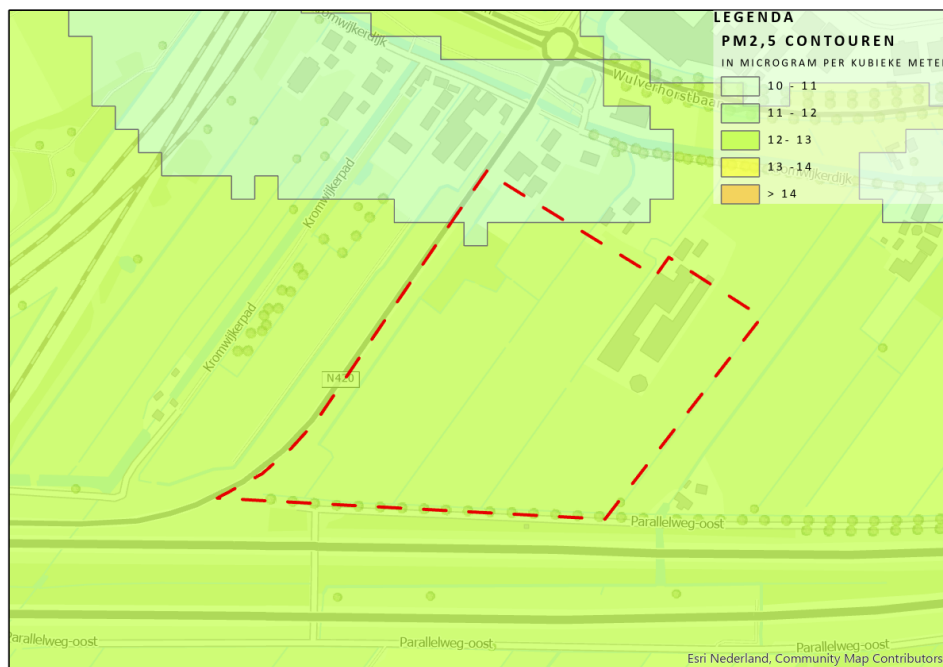 LEGENDA
PM2,5 CONTOUREN
IN MICROGRAM PER KUBIEKE METER
10 - 11
11 - 12
12- 13
13 -14
> 14
Kromwijkerdijk
Wulverhorstbaan
Kromwijkerdijk
Kromwijkerpad
Kromwijkerpad
N420
Parallelweg-oost
Parallelweg-oost
Parallelweg-oost
Parallelweg-oost
Esri Nederland, Community Map Contributors